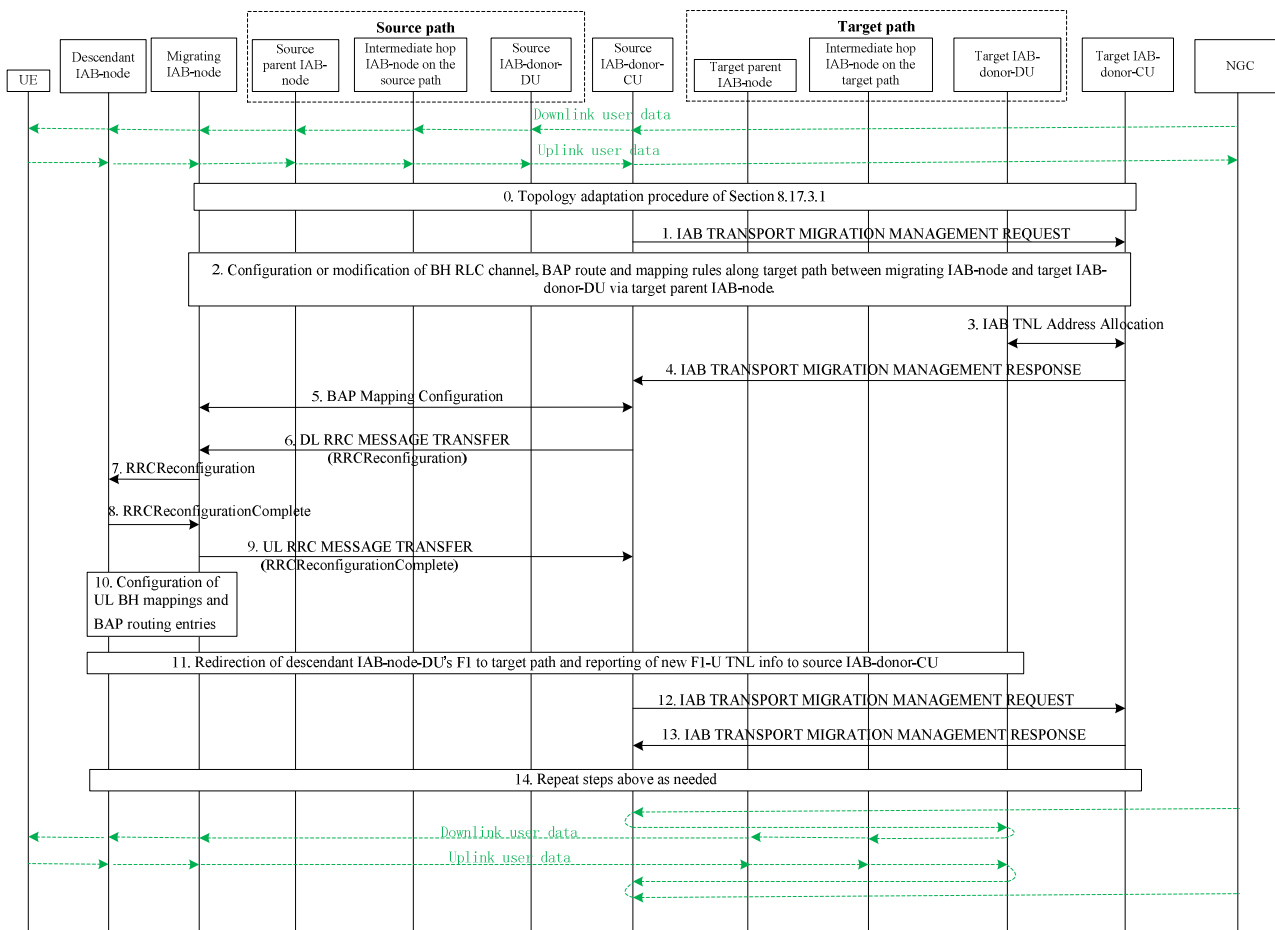 Source path
Target path
UE
Descendant
IAB-node
Migrating
IAB-node
Source
parent IAB-
node
Intermediate hop
IAB-node on the
source path
Source
IAB-donor-
DU
Source
IAB-donor-
CU
Target parent
IAB-node
Intermediate hop
IAB-node on the
target path
Target IAB-
donor-DU
Target IAB-
donor-CU
NGC
Downlink user data
Uplink user data
0. Topology adaptation procedure of Section 8.17.3.1
1. IAB TRANSPORT MIGRATION MANAGEMENT REQUEST
2. Configuration or modification of BH RLC channel, BAP route and mapping rules along target path between migrating IAB-node and target IAB-
donor-DU via target parent IAB-node.
3. IAB TNL Address Allocation
4. IAB TRANSPORT MIGRATION MANAGEMENT RESPONSE
5. BAP Mapping Configuration
6. DL RRC MESSAGE TRANSFER
(RRCReconfiguration)
7. RRCReconfiguration
8. RRCReconfigurationComplete
9. UL RRC MESSAGE TRANSFER
(RRCReconfigurationComplete)
10. Configuration of
UL BH mappings and
BAP routing entries
11. Redirection of descendant IAB-node-DU's F1 to target path and reporting of new F1-U TNL info to source IAB-donor-CU
12. IAB TRANSPORT MIGRATION MANAGEMENT REQUEST
13. IAB TRANSPORT MIGRATION MANAGEMENT RESPONSE
14. Repeat steps above as needed
Downlink user data
Uplink user data